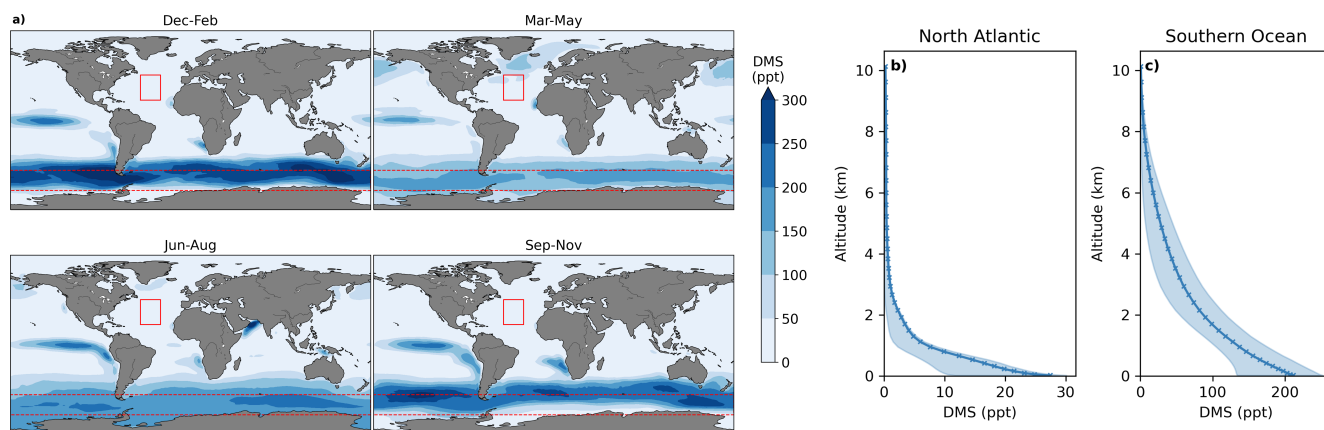 a)
Dec-Feb
Mar-May
Jun-Aug
Sep-Nov
DMS
(ppt)
300
250
200
150
100
50
0
North Atlantic
b)
Altitude (km)
10
8
6
4
2
0
0 10 20 30
DMS (ppt)
Southern Ocean
c)
Altitude (km)
10
8
6
4
2
0
0 100 200
DMS (ppt)